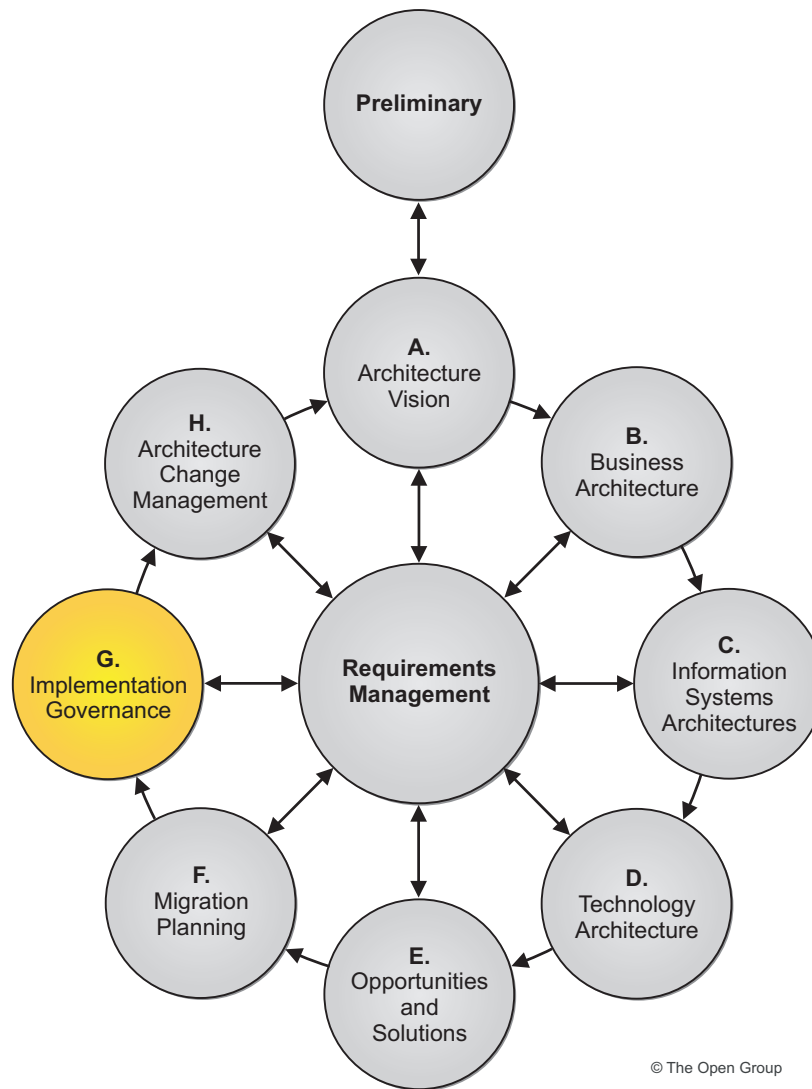 Preliminary
A.
Architecture
Vision
H.
Architecture
Change
Management
B.
Business
Architecture
G.
Implementation
Governance
Requirements
Management
C.
Information
Systems
Architectures
F.
Migration
Planning
D.
Technology
Architecture
E.
Opportunities
and
Solutions
© The Open Group